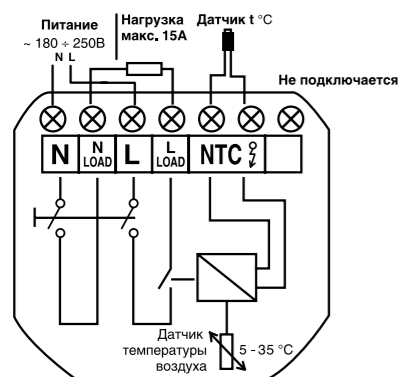 Питание
~ 180 ÷ 250В
N L
Нагрузка
макс. 15А
Датчик t °C
Не подключается
N
N
LOAD
L
L
LOAD
NTC
Датчик
температуры
воздуха
5 - 35 °C